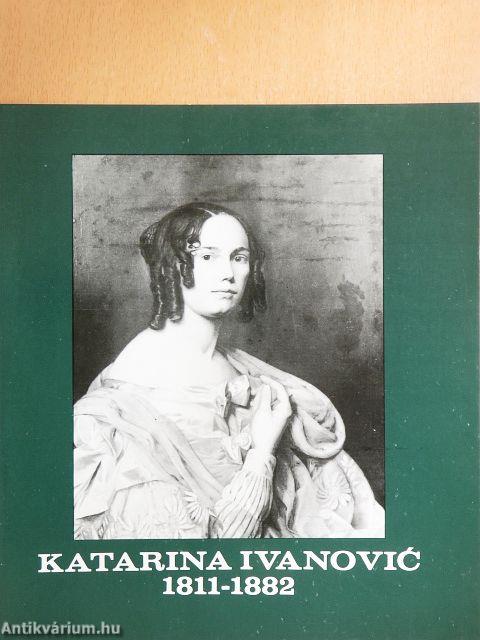 KATARINA IVANOVIĆ
1811-1882
Antikvárium.hu